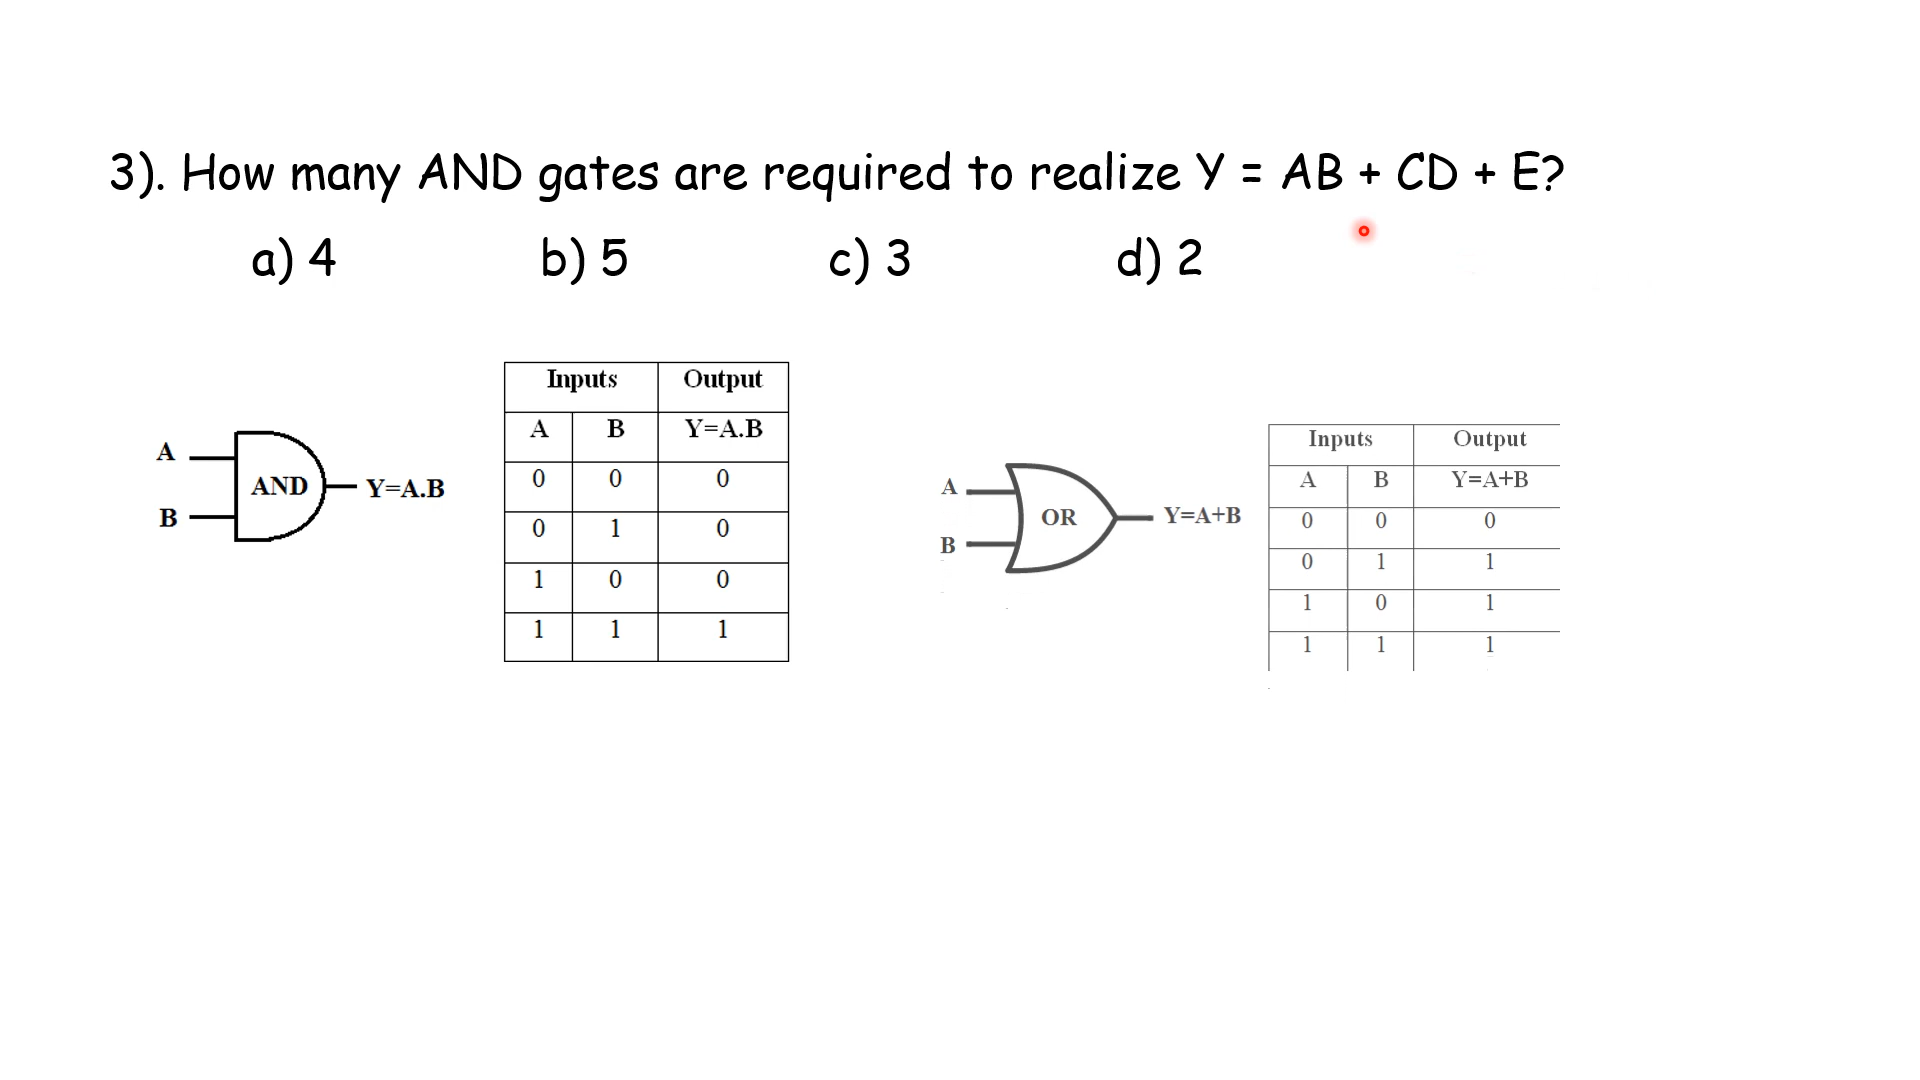 3). How many AND gates are required to realize Y = AB + CD + E?
a) 4 b) 5 c) 3 d) 2
A
B
AND
Y=A.B
Inputs Output
A B Y=A.B
0 0 0
0 1 0
1 0 0
1 1 1
A
B
OR
Y=A+B
Inputs Output
A B Y=A+B
0 0 0
0 1 1
1 0 1
1 1 1